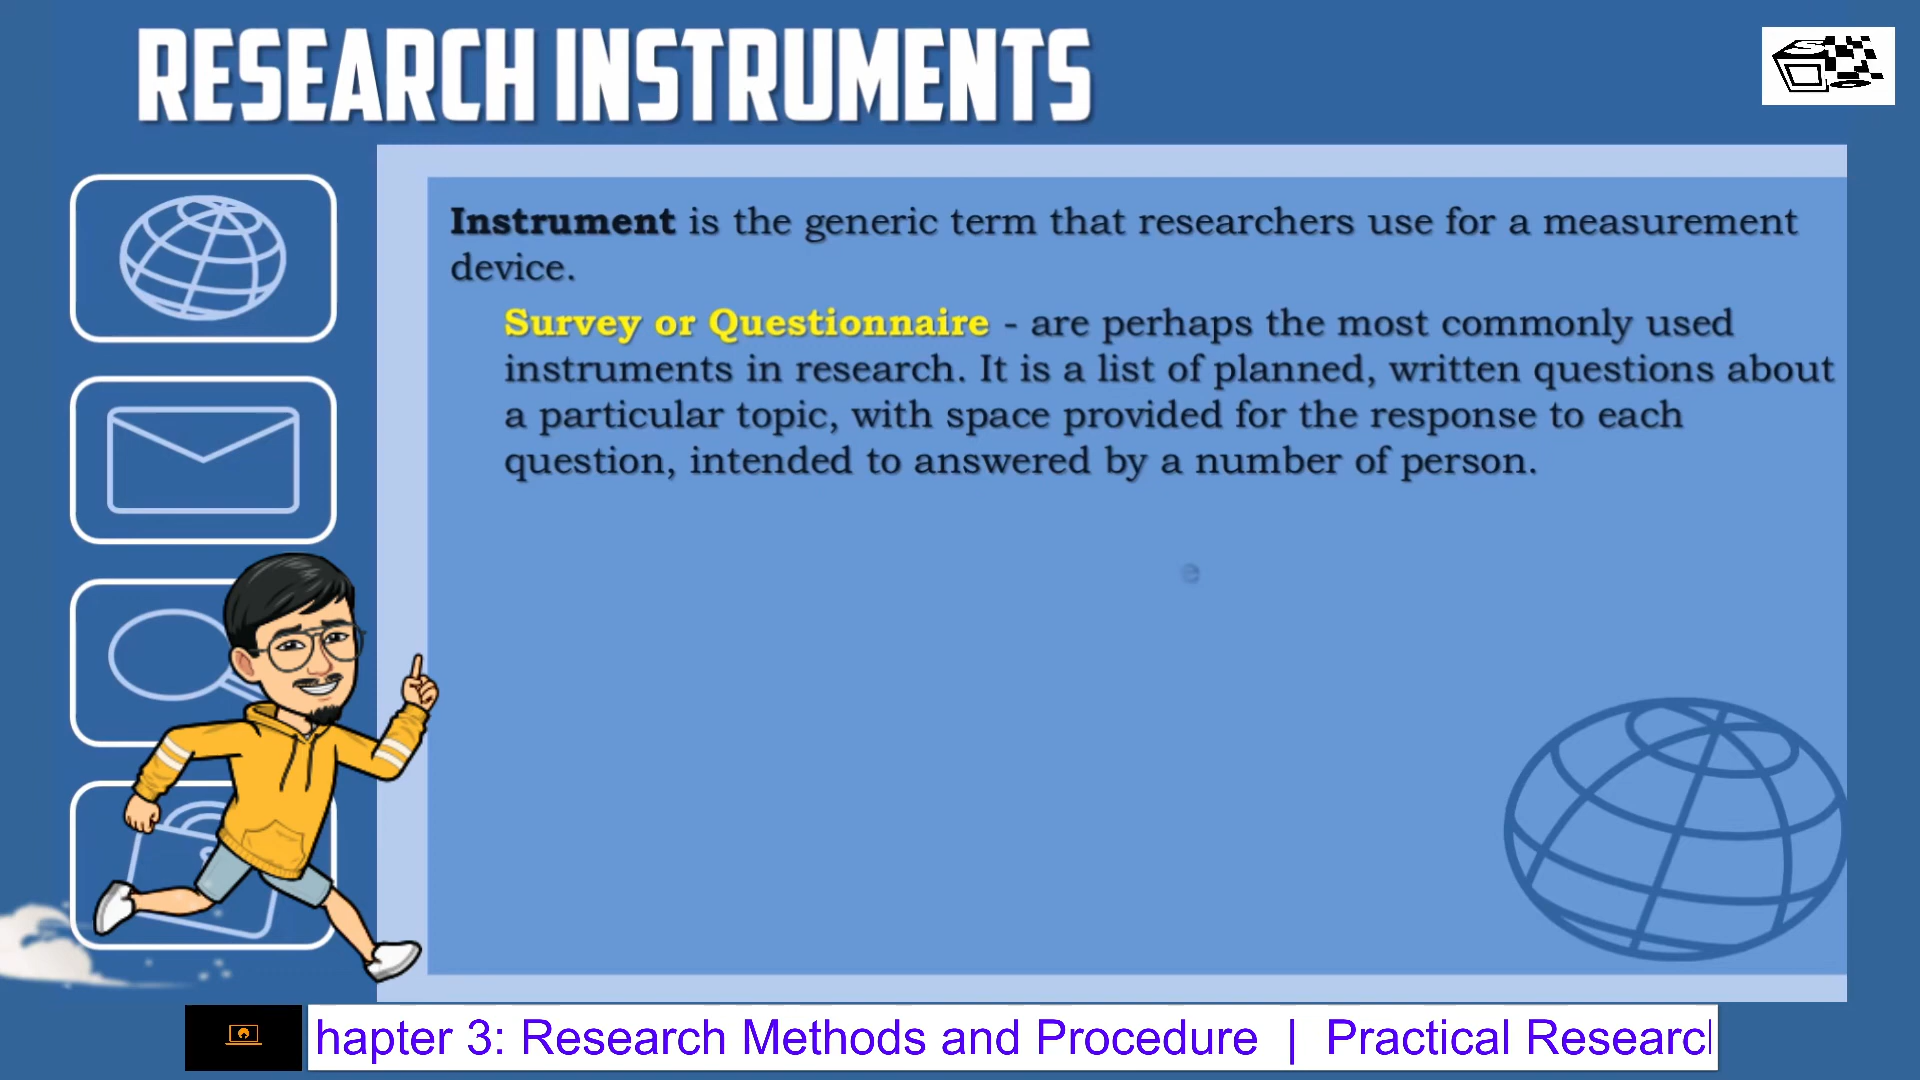 RESEARCH INSTRUMENTS
Instrument is the generic term that researchers use for a measurement
device.
Survey or Questionnaire - are perhaps the most commonly used
instruments in research. It is a list of planned, written questions about
a particular topic, with space provided for the response to each
question, intended to answered by a number of person.
e
hapter 3: Research Methods and Procedure | Practical Researc